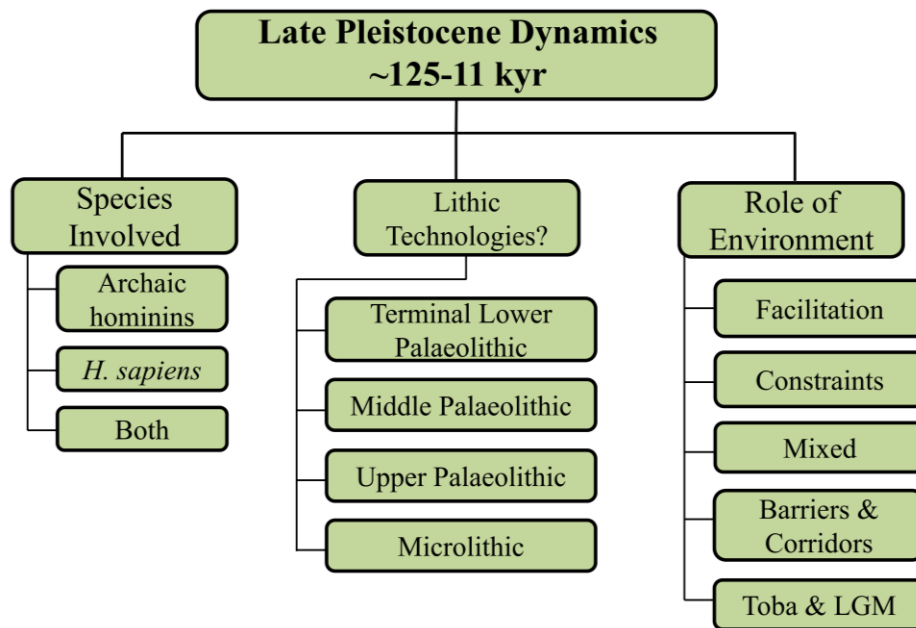 Late Pleistocene Dynamics
~125-11 kyr
Species
Involved
Archaic
hominins
H. sapiens
Both
Lithic
Technologies?
Terminal Lower
Palaeolithic
Middle Palaeolithic
Upper Palaeolithic
Microlithic
Role of
Environment
Facilitation
Constraints
Mixed
Barriers &
Corridors
Toba & LGM